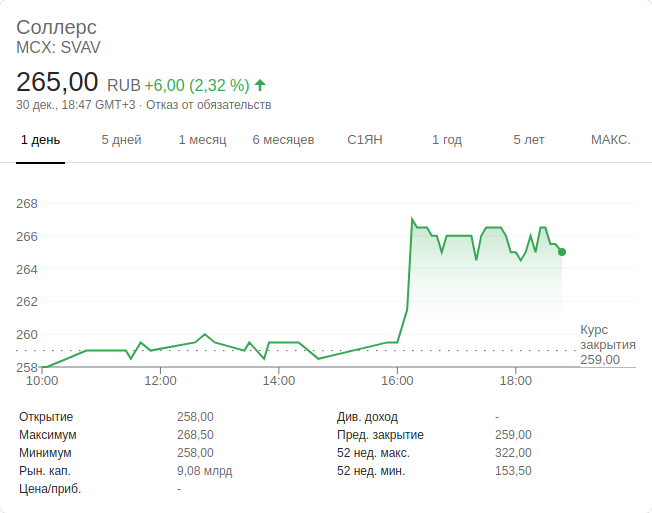 Соллерс
MCX: SVAV
265,00 RUB +6,00 (2,32 %)
30 дек., 18:47 GMT+3 · Отказ от обязательств
1 день 5 дней 1 месяц 6 месяцев С1ЯН 1 год 5 лет МАКС.
268
266
264
262
260
258
Курс
закрытия
259,00
10:00 12:00 14:00 16:00 18:00
Открытие 258,00 Див. доход -
Максимум 268,50 Пред. закрытие 259,00
Минимум 258,00 52 нед. макс. 322,00
Рын. кап. 9,08 млрд 52 нед. мин. 153,50
Цена/приб. -